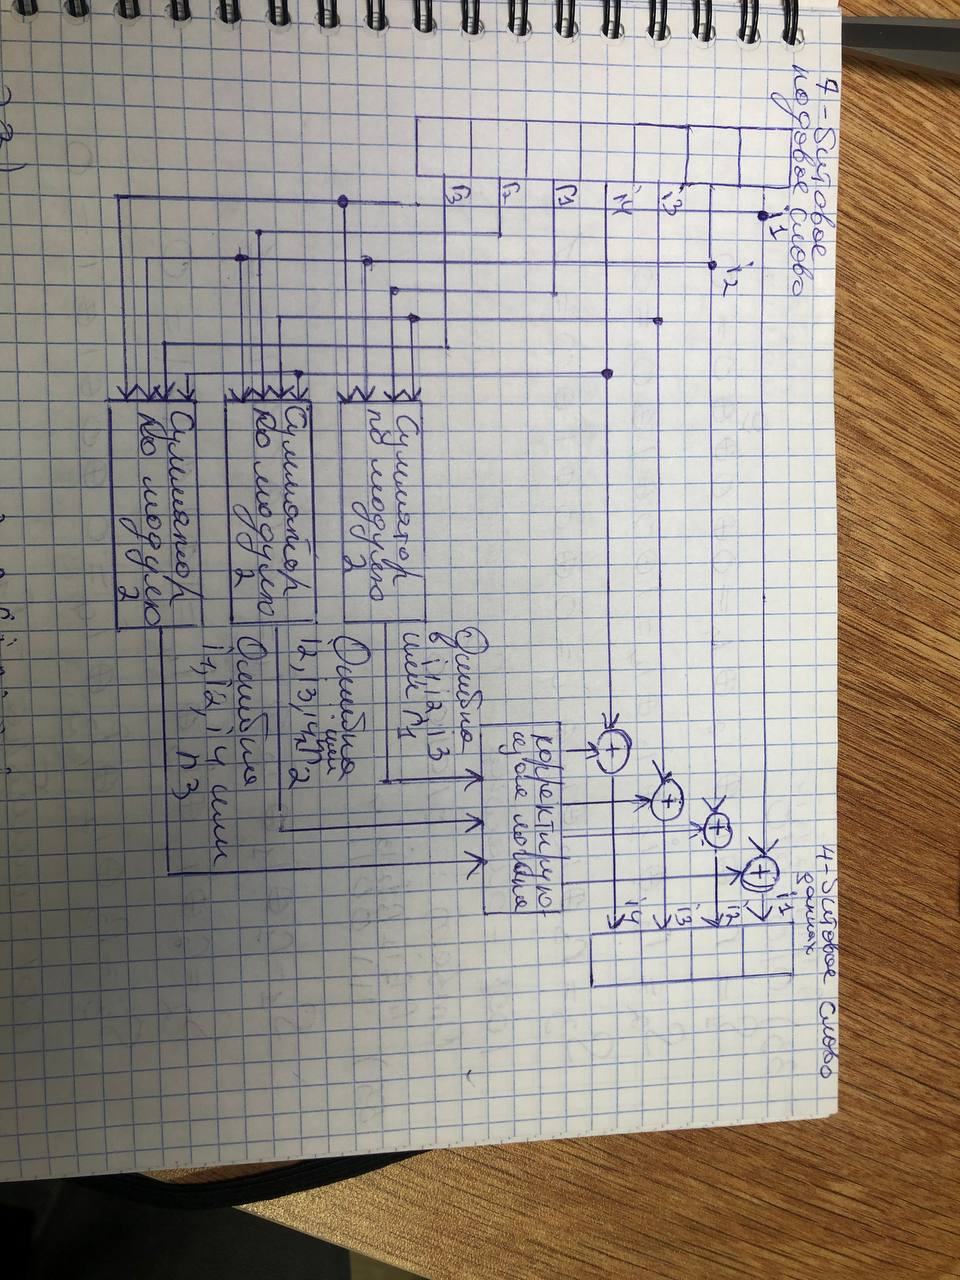 7-битовое
кодовое слово
i1
i2
i3
i4
r1
r2
r3
Сумматор
по модулю
2
Сумматор
по модулю
2
Сумматор
по модулю
2
Ошибка
в i1, i2, i3
или r1
Ошибка
или
i2, i3, i4, r2
Ошибка
i1, i2, i4 или
r3
корректирую-
щая логика
+
+
+
+
4-битовое слово
данных
i1
i2
i3
i4